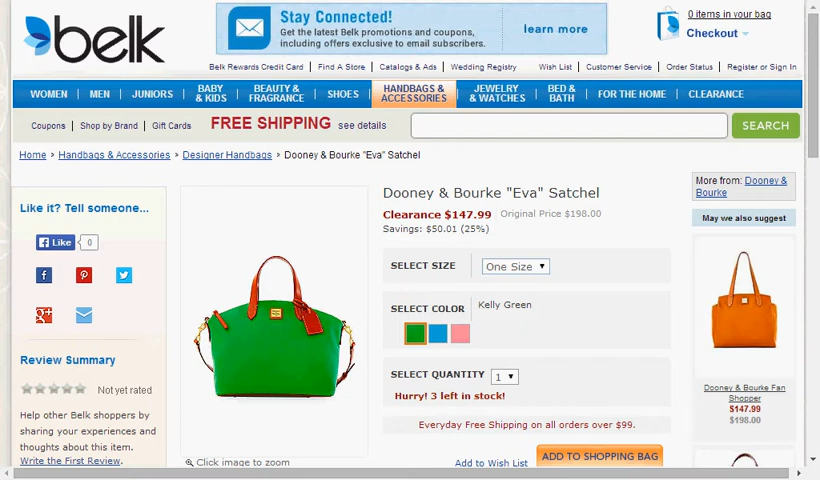 belk
Stay Connected!
Get the latest Belk promotions and coupons,
including offers exclusive to email subscribers.
learn more
0 items in your bag
Checkout
Belk Rewards Credit Card
Find A Store
Catalogs & Ads
Wedding Registry
Wish List
Customer Service
Order Status
Register or Sign In
WOMEN
MEN
JUNIORS
BABY
& KIDS
BEAUTY &
FRAGRANCE
SHOES
HANDBAGS &
ACCESSORIES
JEWELRY
& WATCHES
BED &
BATH
FOR THE HOME
CLEARANCE
Coupons
Shop by Brand
Gift Cards
FREE SHIPPING see details
SEARCH
Home > Handbags & Accessories > Designer Handbags > Dooney & Bourke "Eva" Satchel
Like it? Tell someone...
Like 0
Review Summary
Not yet rated
Help other Belk shoppers by
sharing your experiences and
thoughts about this item.
Write the First Review.
Click image to zoom
Dooney & Bourke "Eva" Satchel
Clearance $147.99 Original Price $198.00
Savings: $50.01 (25%)
SELECT SIZE One Size
SELECT COLOR Kelly Green
SELECT QUANTITY 1
Hurry! 3 left in stock!
Everyday Free Shipping on all orders over $99.
Add to Wish List
ADD TO SHOPPING BAG
More from: Dooney &
Bourke
May we also suggest
Dooney & Bourke Fan
Shopper
$147.99
$198.00